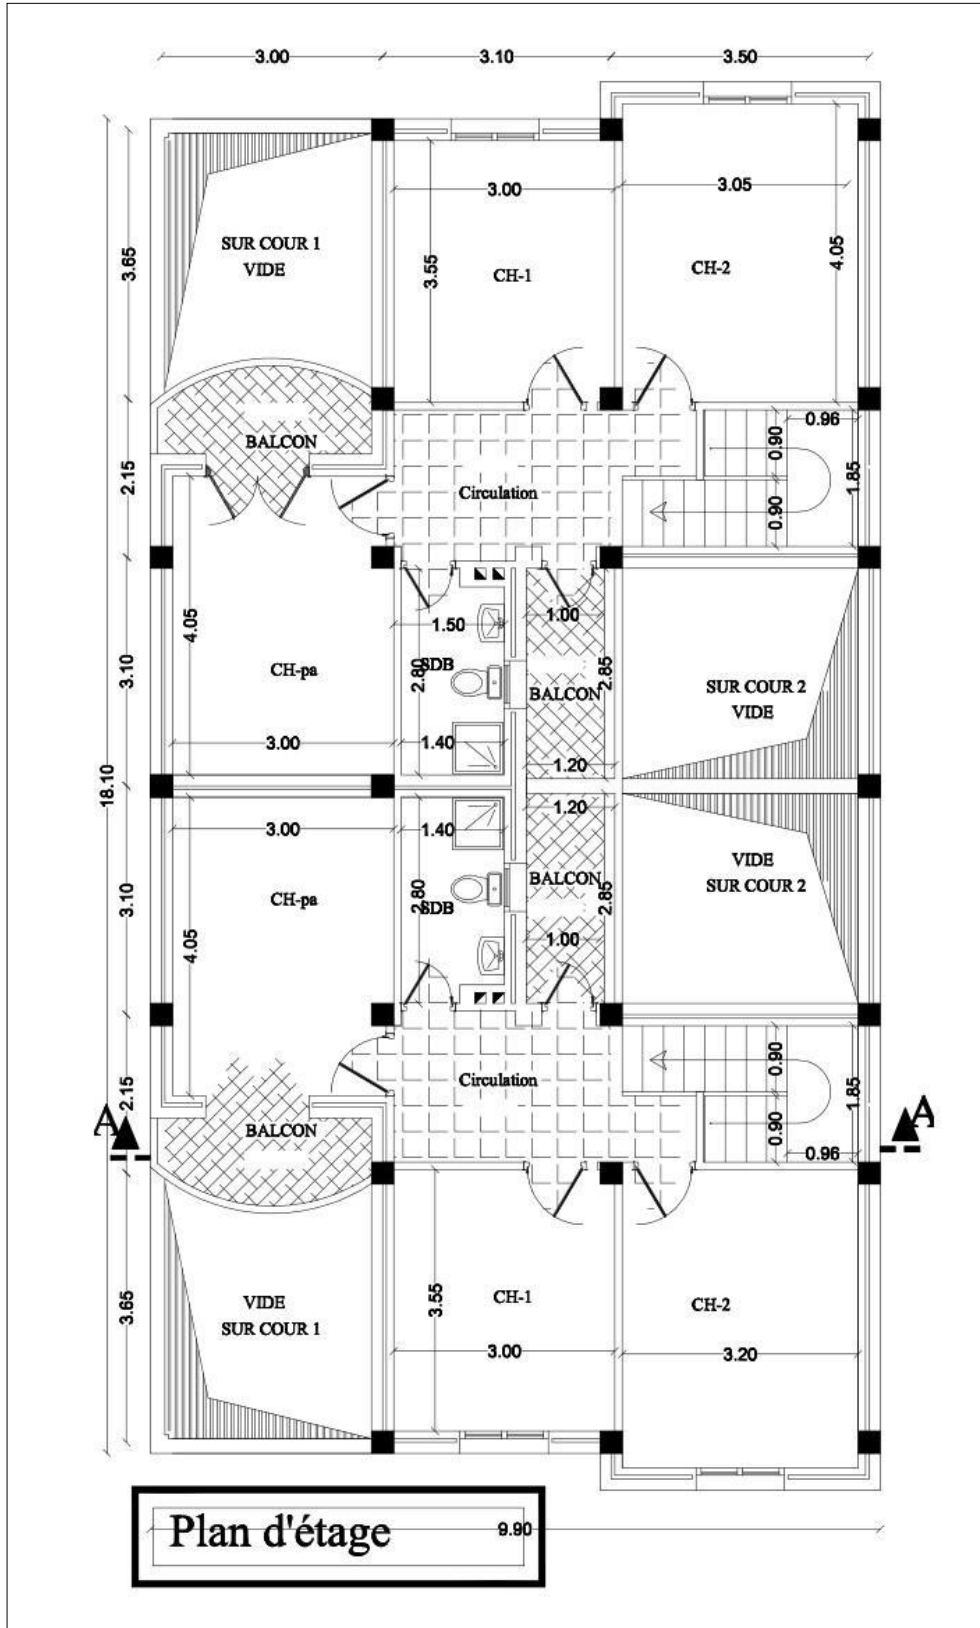 3.00
3.10
3.50
3.00
3.05
SUR COUR 1
VIDE
3.65
3.55
CH-1
CH-2
4.05
BALCON
0.96
0.90
1.85
2.15
Circulation
0.90
4.05
1.50
1.00
3.10
CH-pa
SDB
2.80
2.85
BALCON
SUR COUR 2
VIDE
3.00
1.40
1.20
18.10
3.00
1.40
1.20
VIDE
SUR COUR 2
3.10
CH-pa
SDB
2.80
2.85
BALCON
4.05
1.00
0.90
Circulation
2.15
1.85
A
BALCON
0.90
0.96
A
3.65
VIDE
SUR COUR 1
3.55
CH-1
CH-2
3.00
3.20
Plan d'étage
9.90